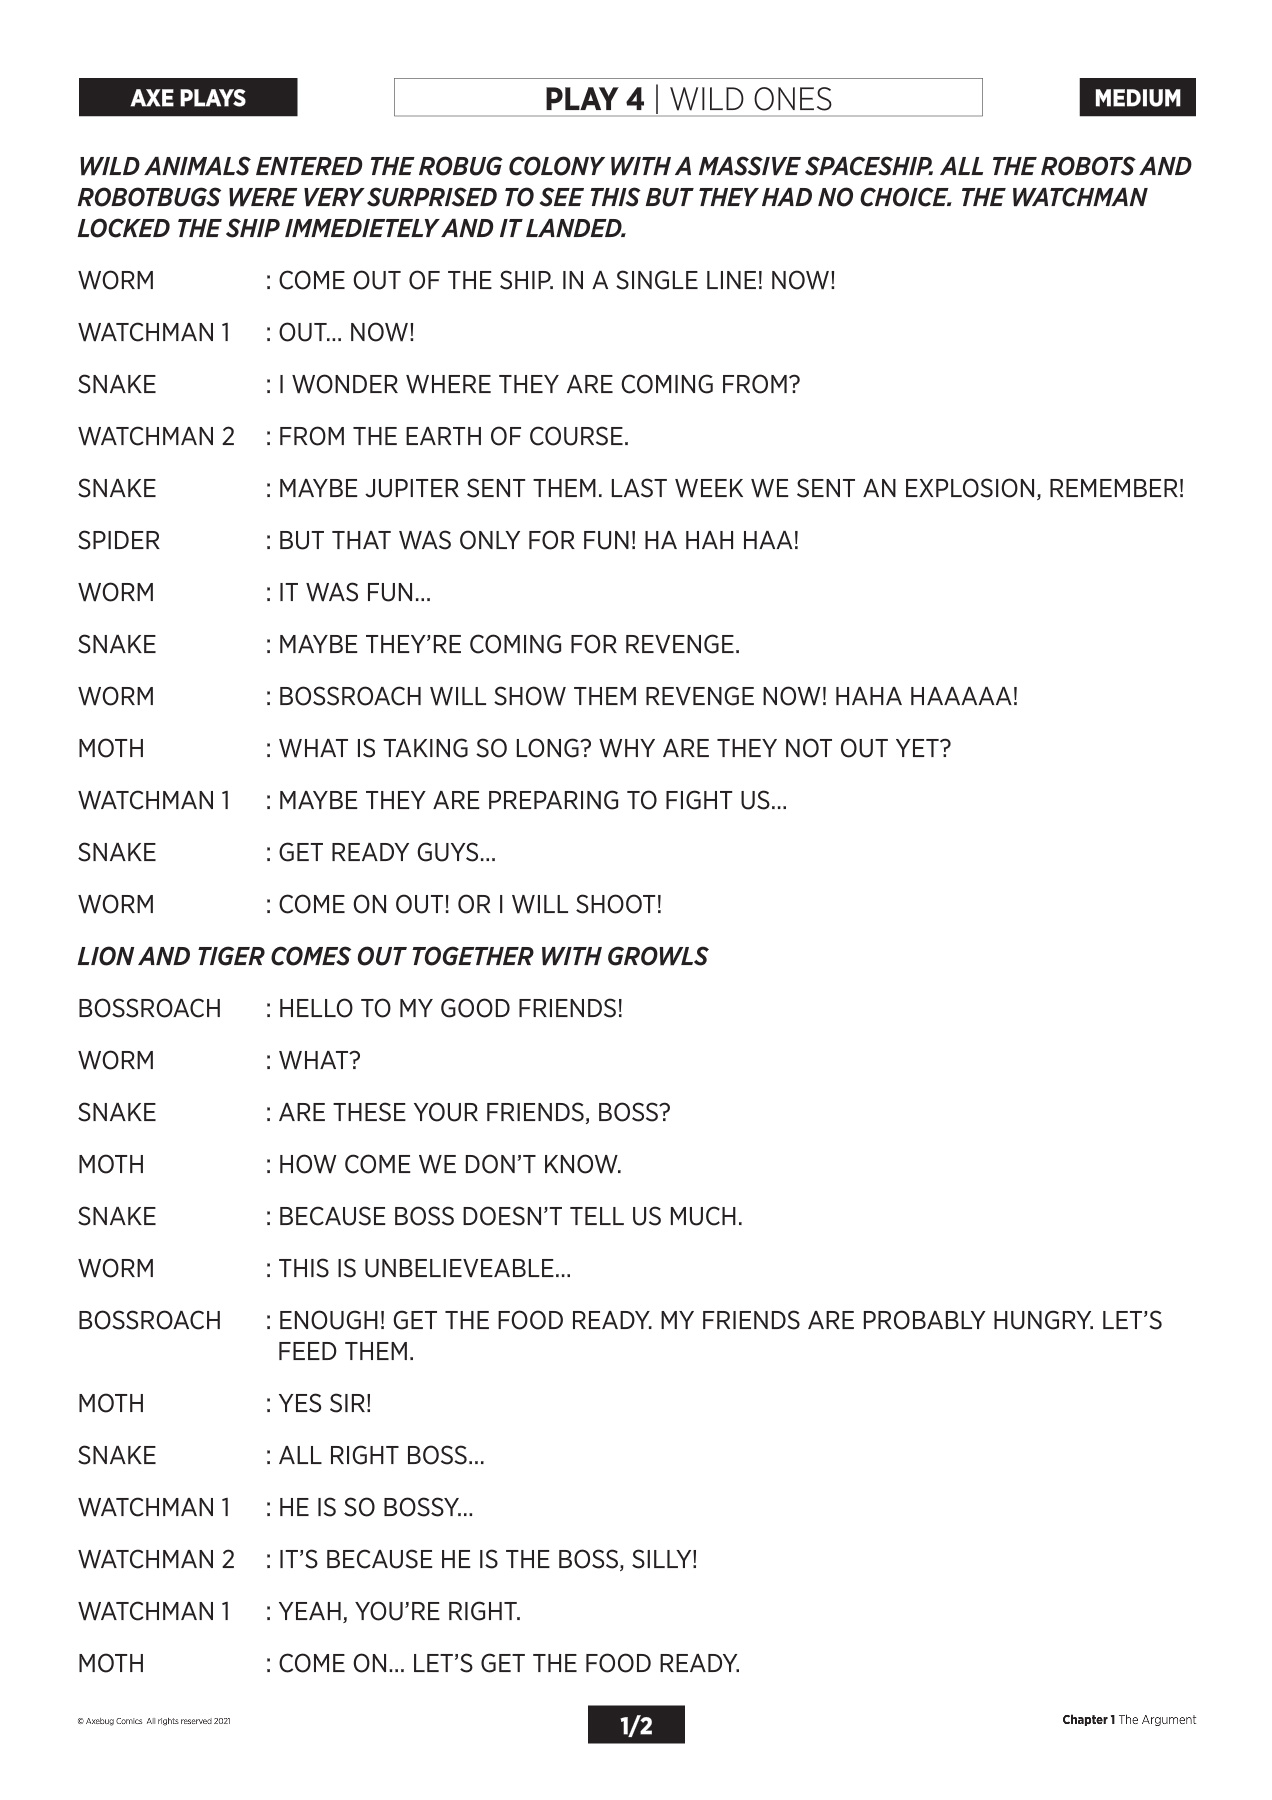 AXE PLAYS
PLAY 4 | WILD ONES
MEDIUM
WILD ANIMALS ENTERED THE ROBUG COLONY WITH A MASSIVE SPACESHIP. ALL THE ROBOTS AND
ROBOTBUGS WERE VERY SURPRISED TO SEE THIS BUT THEY HAD NO CHOICE. THE WATCHMAN
LOCKED THE SHIP IMMEDIETELY AND IT LANDED.
WORM : COME OUT OF THE SHIP. IN A SINGLE LINE! NOW!
WATCHMAN 1 : OUT... NOW!
SNAKE : I WONDER WHERE THEY ARE COMING FROM?
WATCHMAN 2 : FROM THE EARTH OF COURSE.
SNAKE : MAYBE JUPITER SENT THEM. LAST WEEK WE SENT AN EXPLOSION, REMEMBER!
SPIDER : BUT THAT WAS ONLY FOR FUN! HA HAH HAA!
WORM : IT WAS FUN...
SNAKE : MAYBE THEY’RE COMING FOR REVENGE.
WORM : BOSSROACH WILL SHOW THEM REVENGE NOW! HAHA HAAAAA!
MOTH : WHAT IS TAKING SO LONG? WHY ARE THEY NOT OUT YET?
WATCHMAN 1 : MAYBE THEY ARE PREPARING TO FIGHT US...
SNAKE : GET READY GUYS...
WORM : COME ON OUT! OR I WILL SHOOT!
LION AND TIGER COMES OUT TOGETHER WITH GROWLS
BOSSROACH : HELLO TO MY GOOD FRIENDS!
WORM : WHAT?
SNAKE : ARE THESE YOUR FRIENDS, BOSS?
MOTH : HOW COME WE DON’T KNOW.
SNAKE : BECAUSE BOSS DOESN’T TELL US MUCH.
WORM : THIS IS UNBELIEVEABLE...
BOSSROACH : ENOUGH! GET THE FOOD READY. MY FRIENDS ARE PROBABLY HUNGRY. LET’S
FEED THEM.
MOTH : YES SIR!
SNAKE : ALL RIGHT BOSS...
WATCHMAN 1 : HE IS SO BOSSY...
WATCHMAN 2 : IT’S BECAUSE HE IS THE BOSS, SILLY!
WATCHMAN 1 : YEAH, YOU’RE RIGHT.
MOTH : COME ON... LET’S GET THE FOOD READY.
© Axebug Comics All rights reserved 2021
1/2
Chapter 1 The Argument